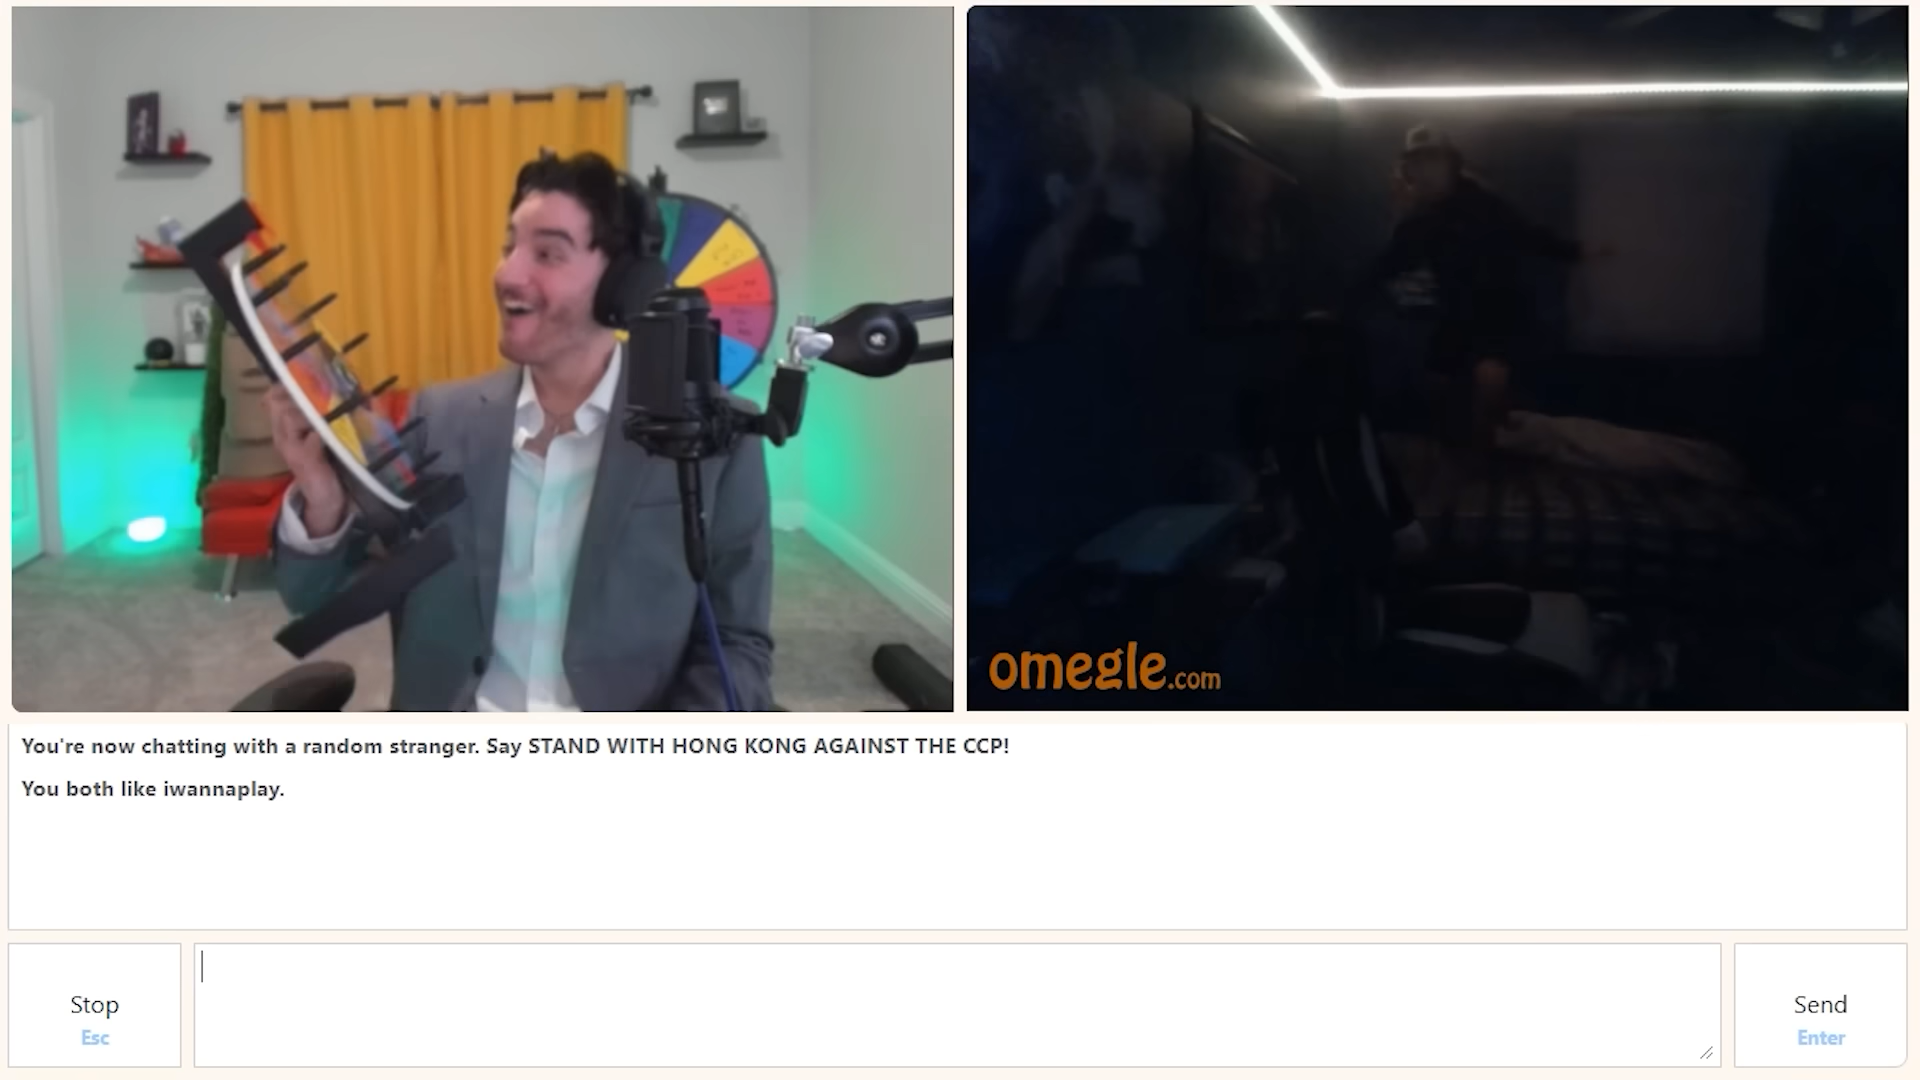 omegle.com
You're now chatting with a random stranger. Say STAND WITH HONG KONG AGAINST THE CCP!
You both like iwannaplay.
Stop
Esc
Send
Enter